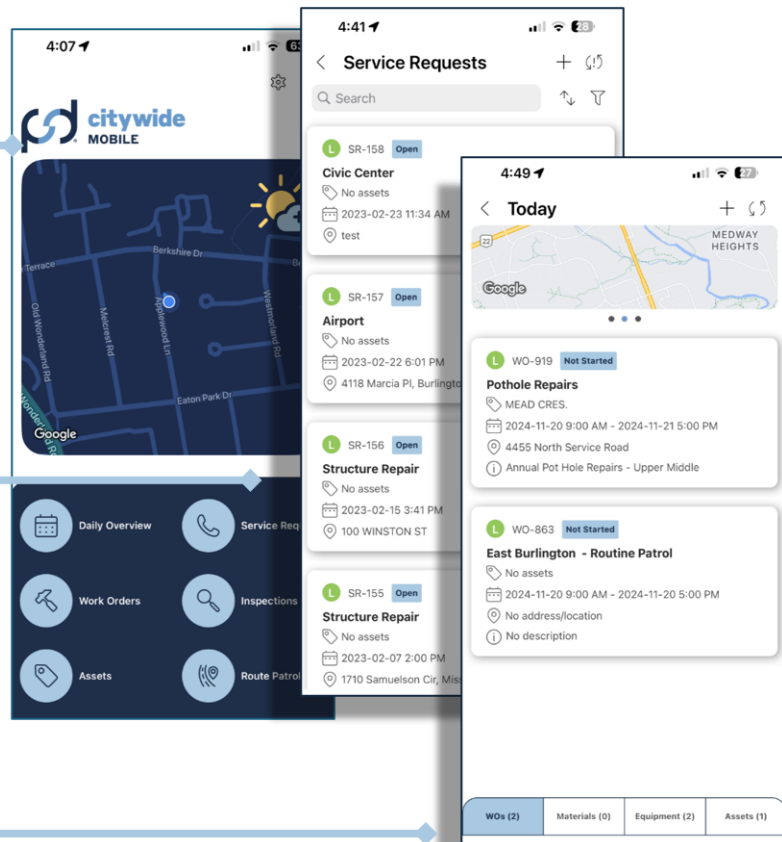 4:07
63
citywide
MOBILE
Berkshire Dr
Terrace
Old Wonderland Rd
Melcrest Rd
Applewood Ln
Westmorland Rd
Eaton Park Dr
Google
Daily Overview
Service Req
Work Orders
Inspections
Assets
Route Patrol
4:41
28
Service Requests
Search
L SR-158 Open
Civic Center
No assets
2023-02-23 11:34 AM
test
L SR-157 Open
Airport
No assets
2023-02-22 6:01 PM
4118 Marcia Pl, Burlingto
L SR-156 Open
Structure Repair
No assets
2023-02-15 3:41 PM
100 WINSTON ST
L SR-155 Open
Structure Repair
No assets
2023-02-07 2:00 PM
1710 Samuelson Cir, Mis
4:49
27
Today
MEDWAY
HEIGHTS
22
Google
L WO-919 Not Started
Pothole Repairs
MEAD CRES.
2024-11-20 9:00 AM - 2024-11-21 5:00 PM
4455 North Service Road
Annual Pot Hole Repairs - Upper Middle
L WO-863 Not Started
East Burlington - Routine Patrol
No assets
2024-11-20 9:00 AM - 2024-11-20 5:00 PM
No address/location
No description
WOs (2) Materials (0) Equipment (2) Assets (1)